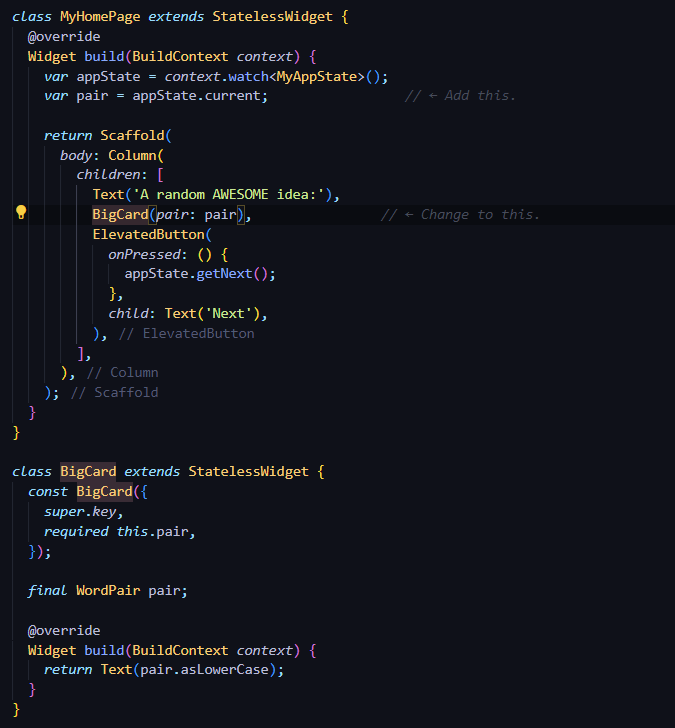 class MyHomePage extends StatelessWidget {
  @override
  Widget build(BuildContext context) {
    var appState = context.watch<MyAppState>();
    var pair = appState.current;                 // ← Add this.

    return Scaffold(
      body: Column(
        children: [
          Text('A random AWESOME idea:'),
          BigCard(pair: pair),                // ← Change to this.
          ElevatedButton(
            onPressed: () {
              appState.getNext();
            },
            child: Text('Next'),
          ), // ElevatedButton
        ],
      ), // Column
    ); // Scaffold
  }
}

class BigCard extends StatelessWidget {
  const BigCard({
    super.key,
    required this.pair,
  });

  final WordPair pair;

  @override
  Widget build(BuildContext context) {
    return Text(pair.asLowerCase);
  }
}